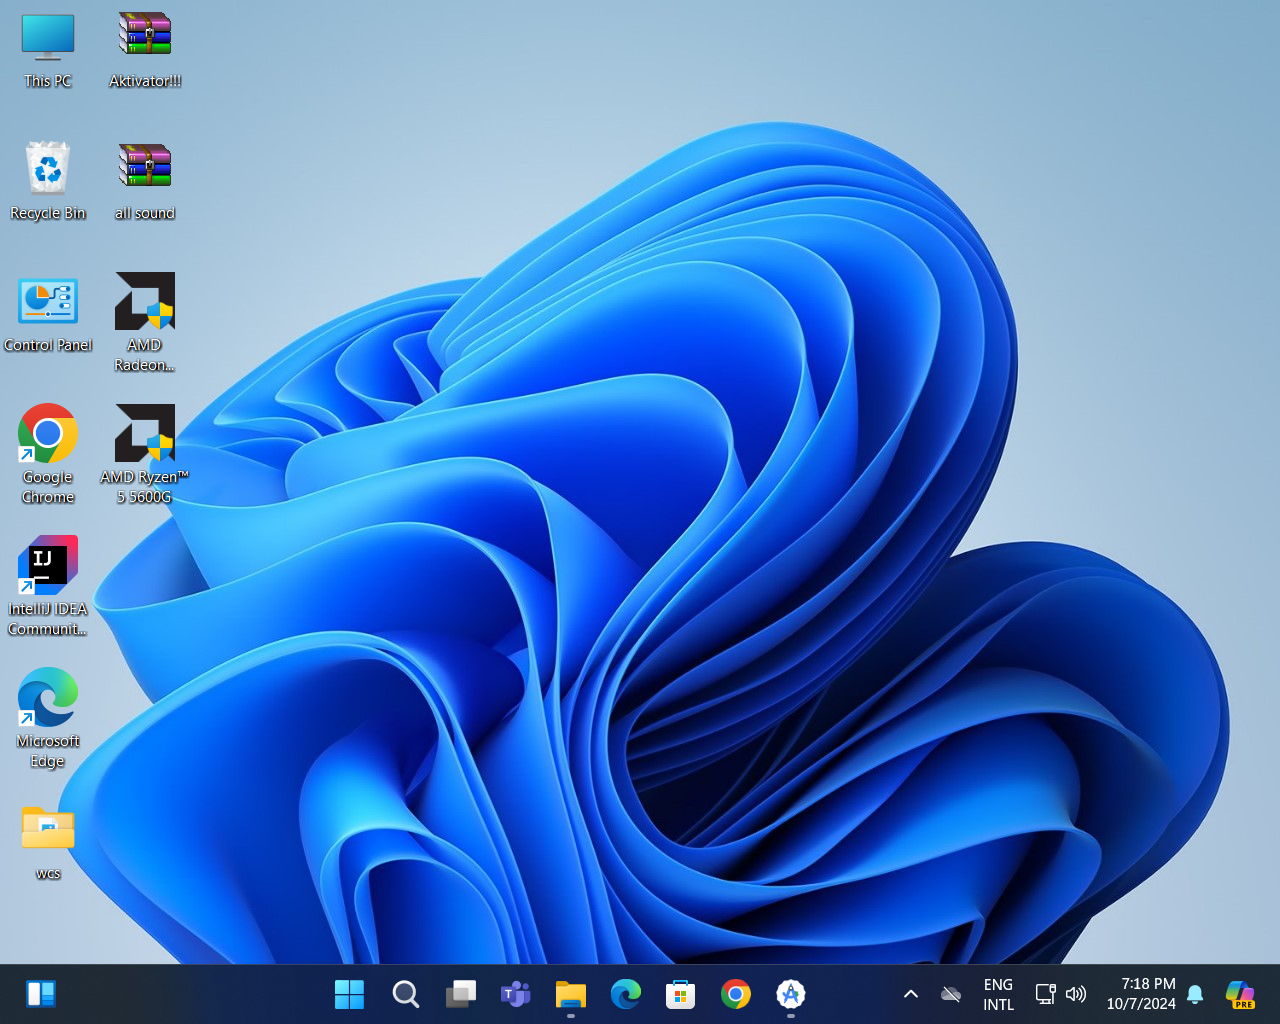 This PC
Aktivator!!!
Recycle Bin
all sound
Control Panel
AMD
Radeon...
Google
Chrome
AMD Ryzen™
5 5600G
IJ
IntelliJ IDEA
Communit...
Microsoft
Edge
wcs
T
ENG
INTL
7:18 PM
10/7/2024
PRE